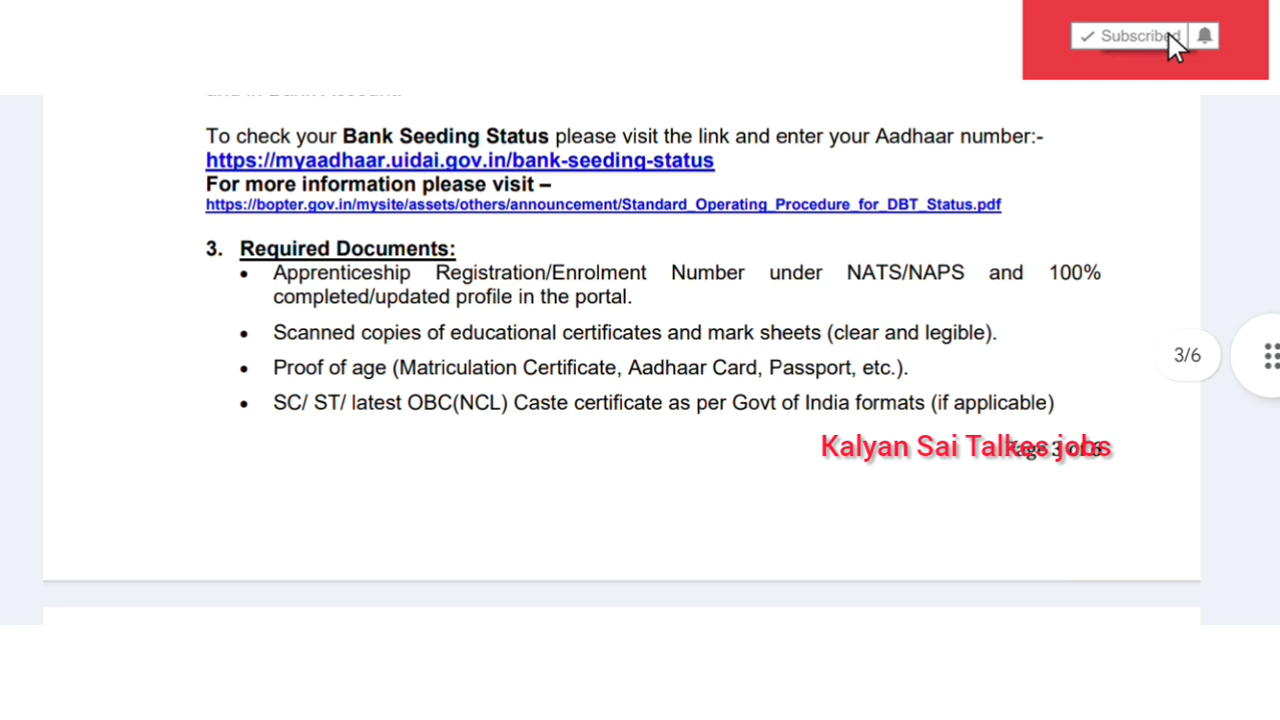 Subscribed
To check your Bank Seeding Status please visit the link and enter your Aadhaar number:-
https://myaadhaar.uidai.gov.in/bank-seeding-status
For more information please visit –
https://bopter.gov.in/mysite/assets/others/announcement/Standard_Operating_Procedure_for_DBT_Status.pdf
3. Required Documents:
• Apprenticeship Registration/Enrolment Number under NATS/NAPS and 100%
completed/updated profile in the portal.
• Scanned copies of educational certificates and mark sheets (clear and legible).
3/6
• Proof of age (Matriculation Certificate, Aadhaar Card, Passport, etc.).
• SC/ ST/ latest OBC(NCL) Caste certificate as per Govt of India formats (if applicable)
Kalyan Sai Talkes jobs